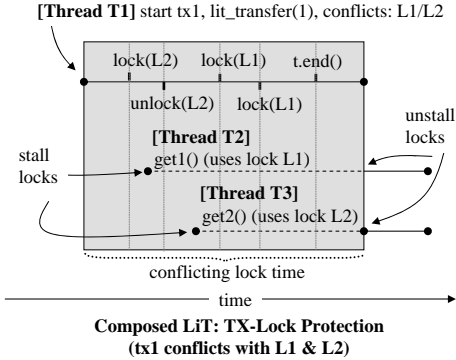 [Thread T1] start tx1, lit_transfer(1), conflicts: L1/L2
lock(L2) lock(L1) t.end()
unlock(L2) lock(L1)
[Thread T2]
get1() (uses lock L1)
unstall
locks
stall
locks
[Thread T3]
get2() (uses lock L2)
conflicting lock time
time
Composed LiT: TX-Lock Protection
(tx1 conflicts with L1 & L2)